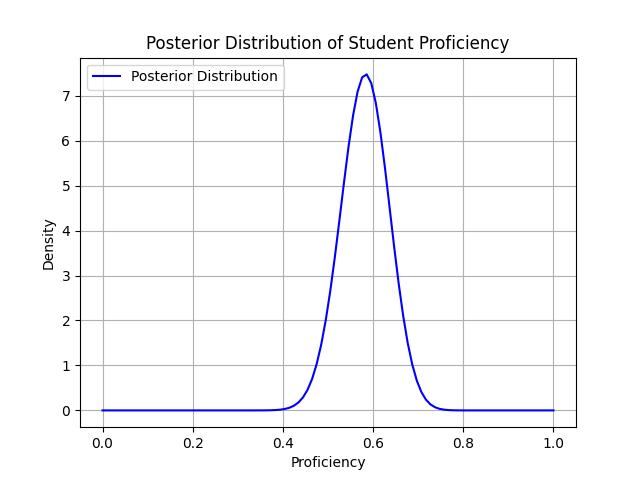 Posterior Distribution of Student Proficiency
Posterior Distribution
7
6
5
4
3
2
1
0
Density
0.0 0.2 0.4 0.6 0.8 1.0
Proficiency